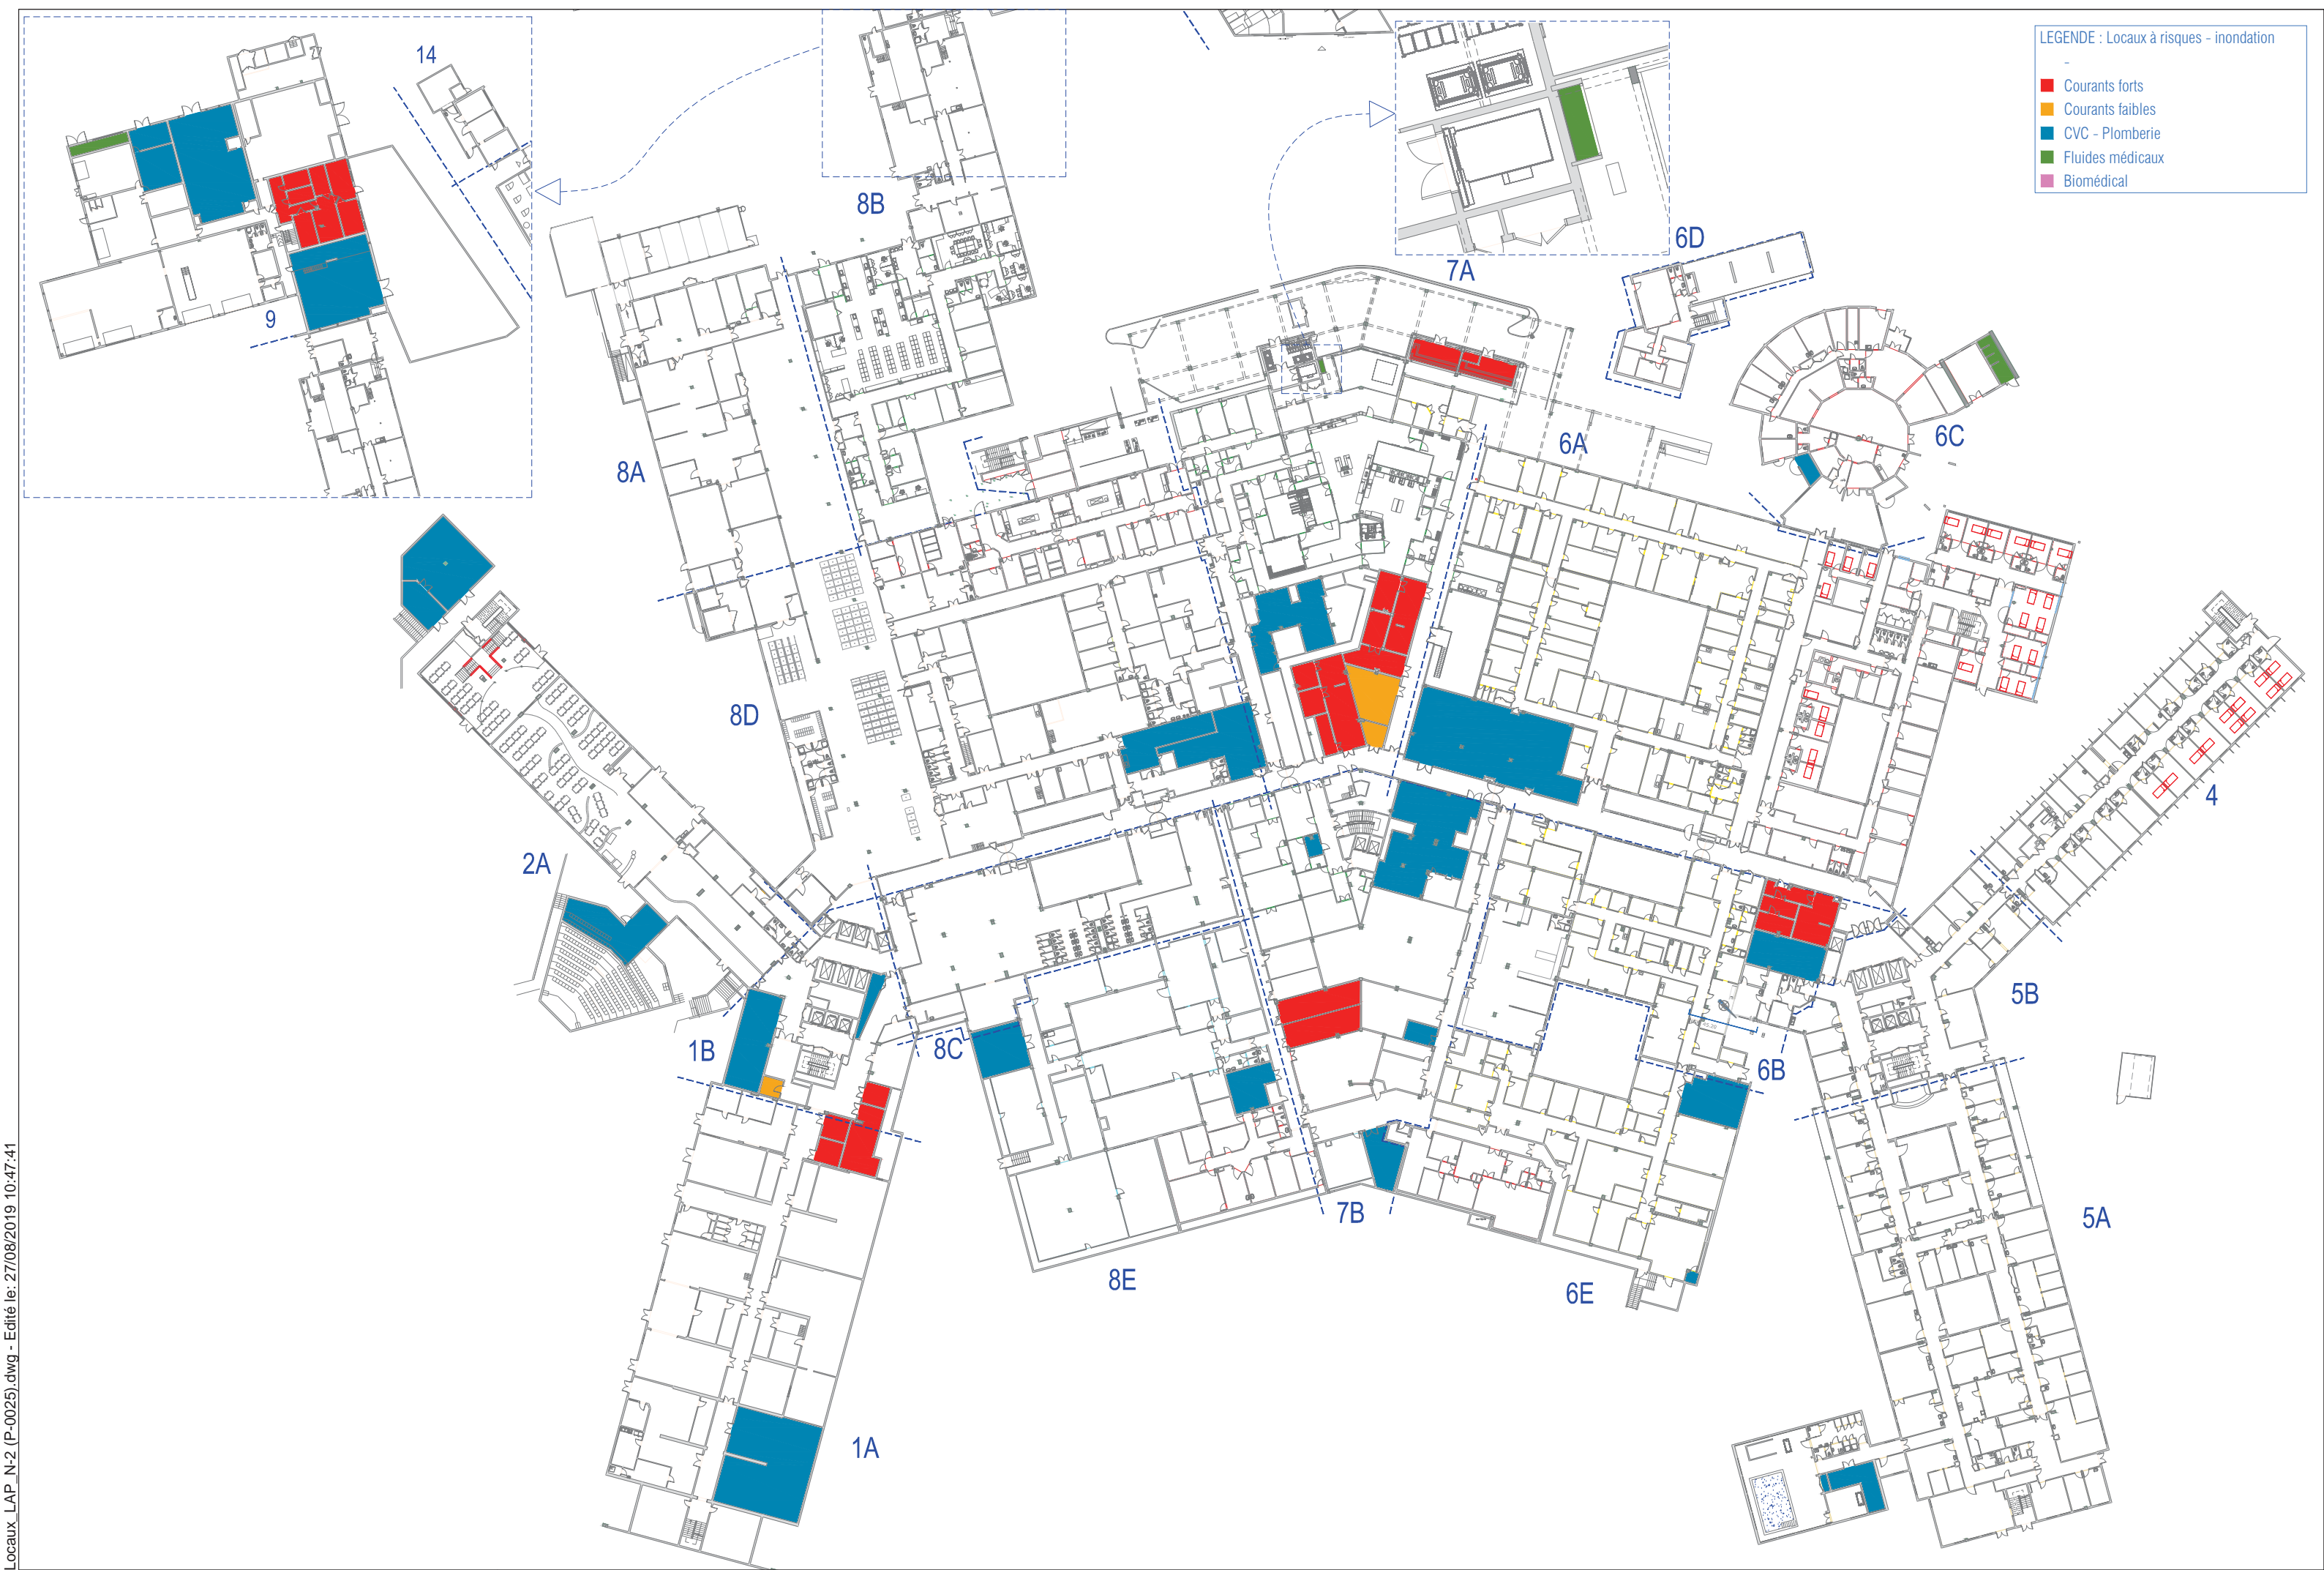 14
8B
LEGENDE : Locaux à risques - inondation
-
Courants forts
Courants faibles
CVC - Plomberie
Fluides médicaux
Biomédical
6D
7A
9
6A
6C
8A
8D
4
2A
5B
1B
8C
6B
7B
5A
8E
6E
1A
Locaux_LAP_N-2 (P-0025).dwg - Edité le: 27/08/2019 10:47:41